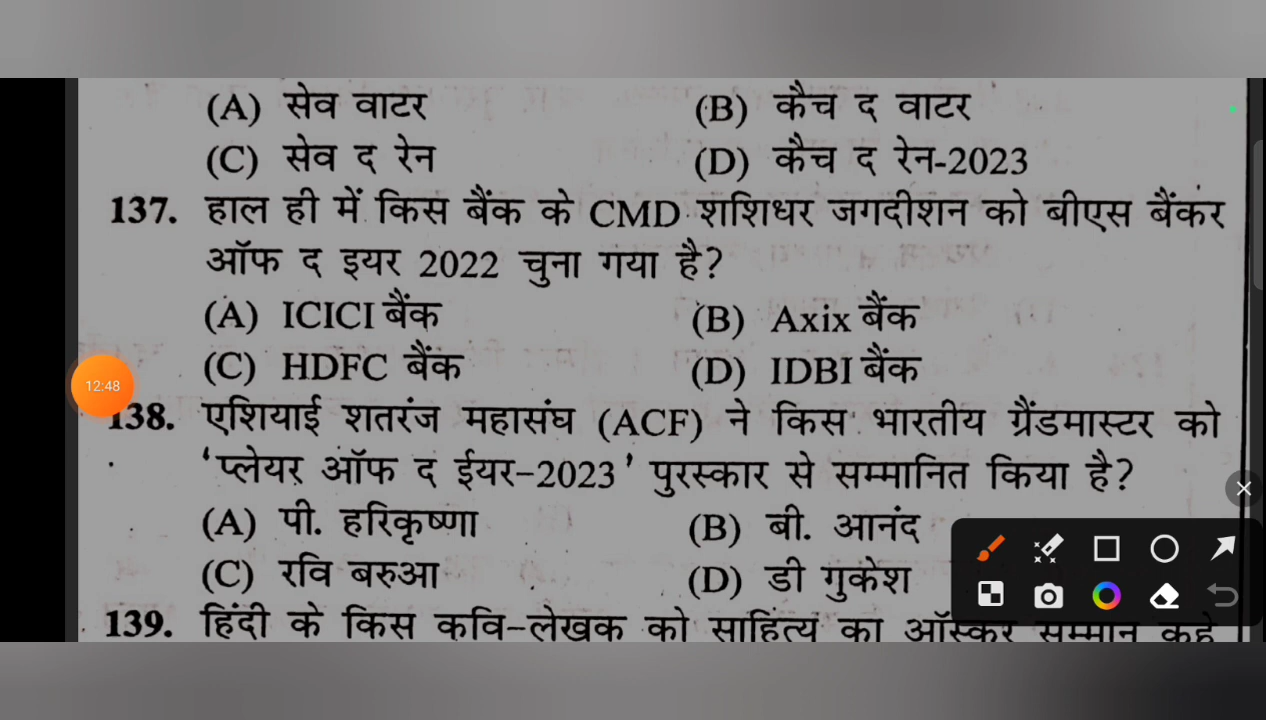 (A) सेव वाटर (B) कैच द वाटर
(C) सेव द रेन (D) कैच द रेन-2023
137. हाल ही में किस बैंक के CMD शशिधर जगदीशन को बीएस बैंकर
ऑफ द इयर 2022 चुना गया है?
(A) ICICI बैंक (B) Axix बैंक
(C) HDFC बैंक (D) IDBI बैंक
12:48
138. एशियाई शतरंज महासंघ (ACF) ने किस भारतीय ग्रैंडमास्टर को
'प्लेयर ऑफ द ईयर-2023' पुरस्कार से सम्मानित किया है?
(A) पी. हरिकृष्णा (B) बी. आनंद
(C) रवि बरुआ (D) डी गुकेश
139. हिंदी के किस कवि-लेखक को साहित्य का ऑस्कर सम्मान कहे